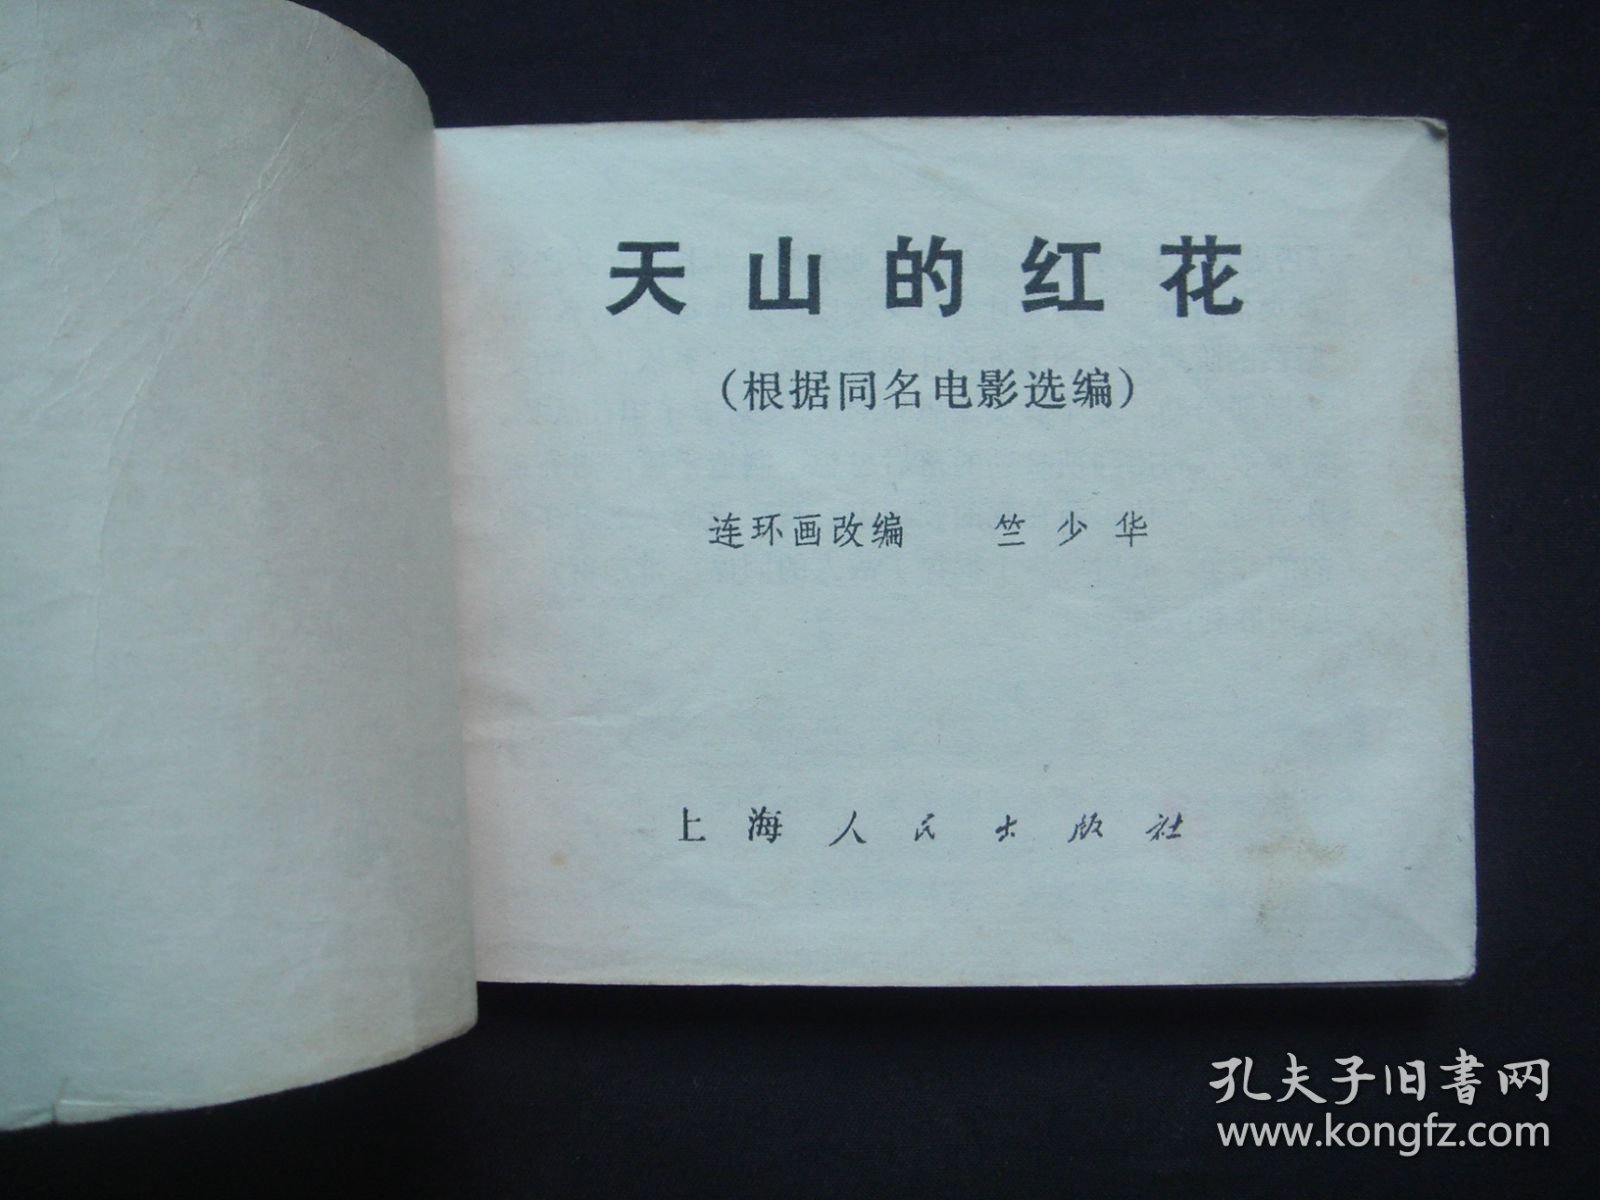 天山的红花
（根据同名电影选编）
连环画改编 竺少华
上海人民出版社
孔夫子旧书网
www.kongfz.com